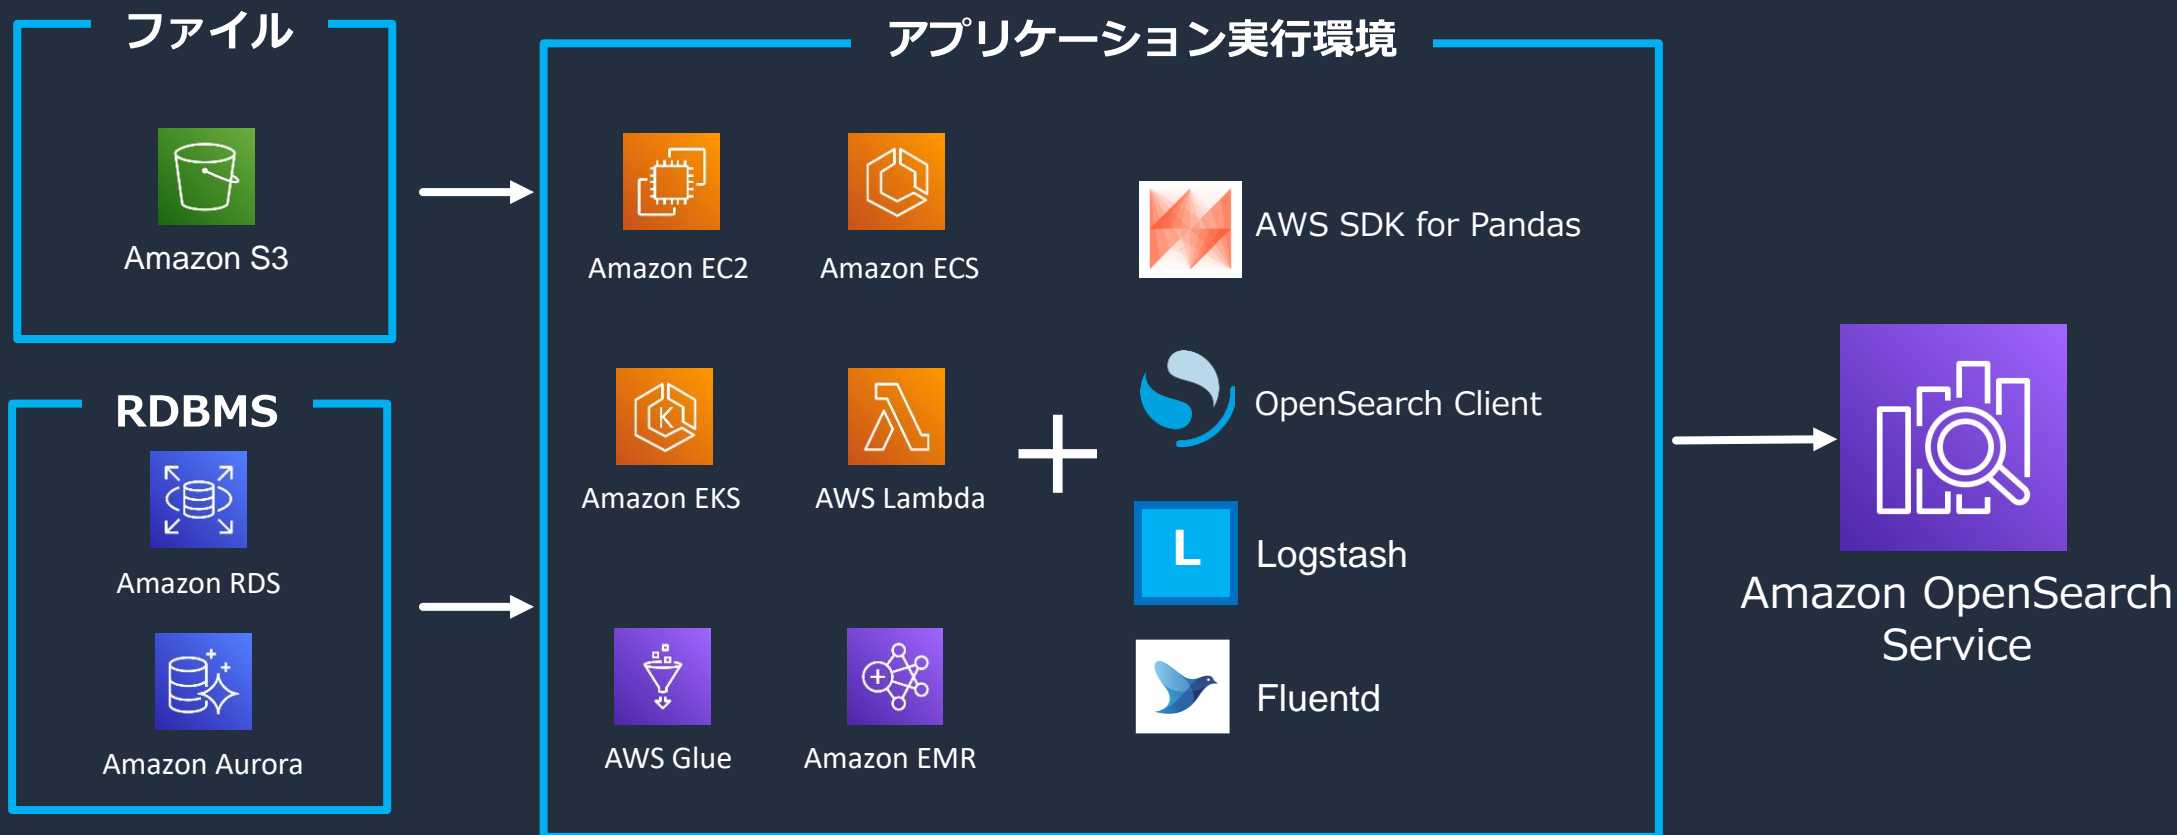 ファイル
Amazon S3
RDBMS
Amazon RDS
Amazon Aurora
アプリケーション実行環境
Amazon EC2
Amazon ECS
K
Amazon EKS
AWS Lambda
AWS Glue
Amazon EMR
AWS SDK for Pandas
OpenSearch Client
L
Logstash
Fluentd
Amazon OpenSearch
Service